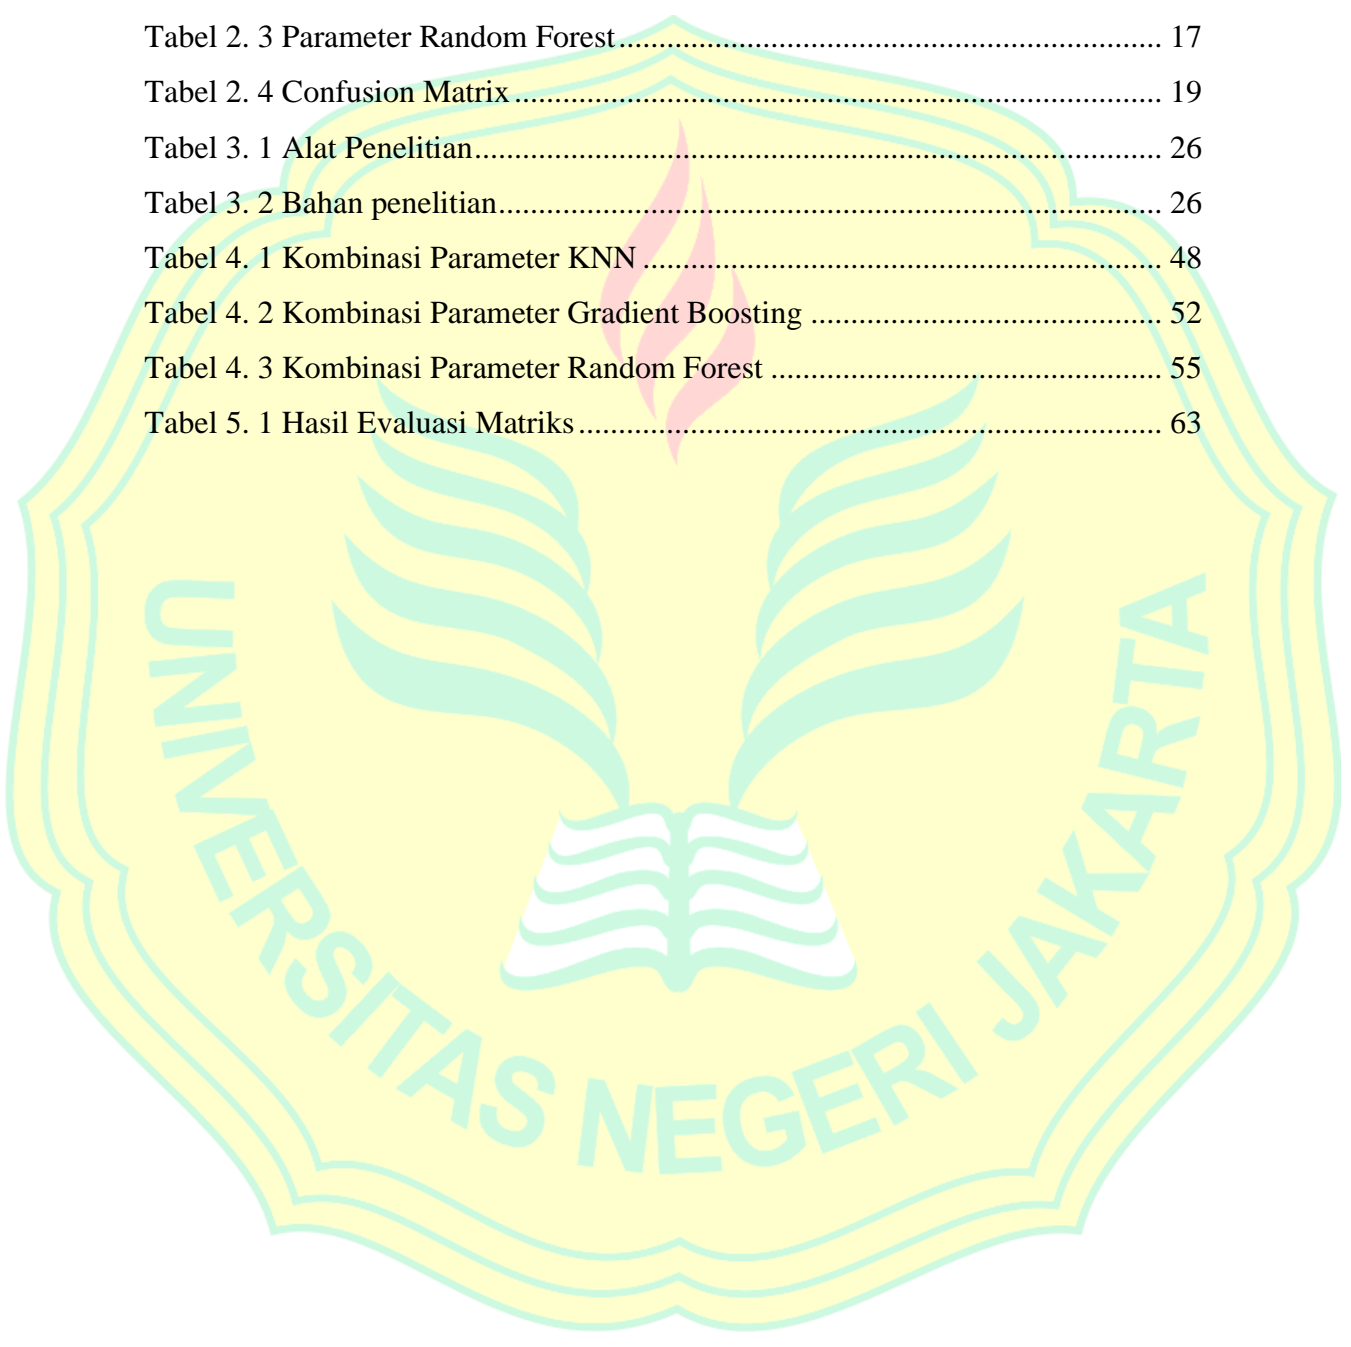 Tabel 2. 3 Parameter Random Forest.................................................................... 17
Tabel 2. 4 Confusion Matrix................................................................................. 19
Tabel 3. 1 Alat Penelitian...................................................................................... 26
Tabel 3. 2 Bahan penelitian................................................................................... 26
Tabel 4. 1 Kombinasi Parameter KNN ................................................................. 48
Tabel 4. 2 Kombinasi Parameter Gradient Boosting ............................................ 52
Tabel 4. 3 Kombinasi Parameter Random Forest ................................................. 55
Tabel 5. 1 Hasil Evaluasi Matriks......................................................................... 63
UNIVERSITAS NEGERI JAKARTA